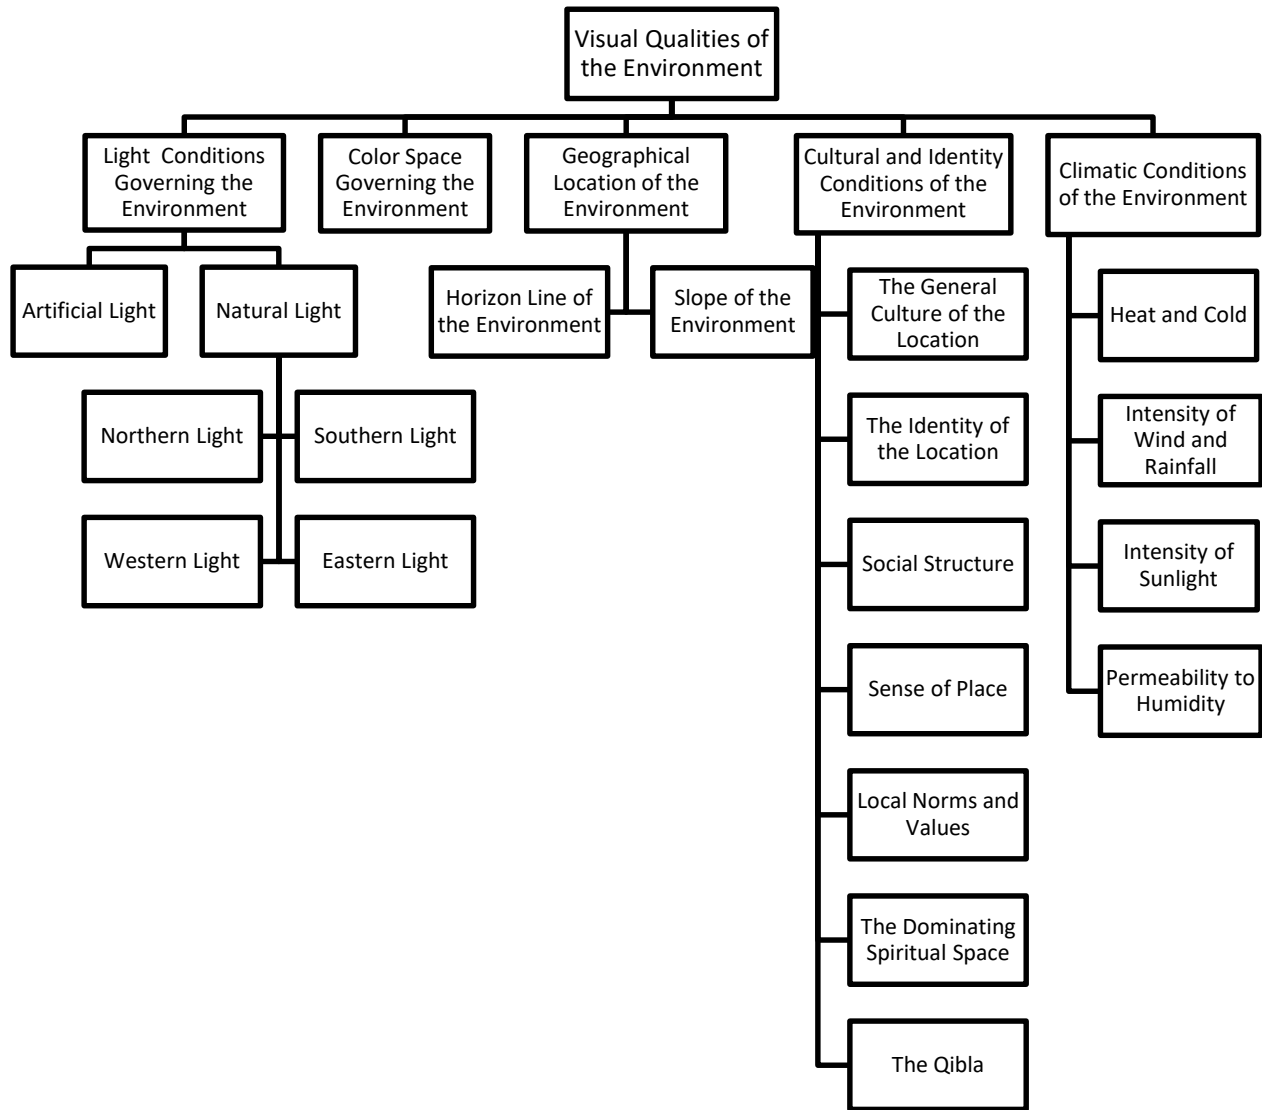 Visual Qualities of
the Environment
Light Conditions
Governing the
Environment
Color Space
Governing the
Environment
Geographical
Location of the
Environment
Cultural and Identity
Conditions of the
Environment
Climatic Conditions
of the Environment
Artificial Light
Natural Light
Horizon Line of
the Environment
Slope of the
Environment
The General
Culture of the
Location
Heat and Cold
Northern Light
Southern Light
The Identity of
the Location
Intensity of
Wind and
Rainfall
Western Light
Eastern Light
Social Structure
Intensity of
Sunlight
Sense of Place
Permeability to
Humidity
Local Norms and
Values
The Dominating
Spiritual Space
The Qibla